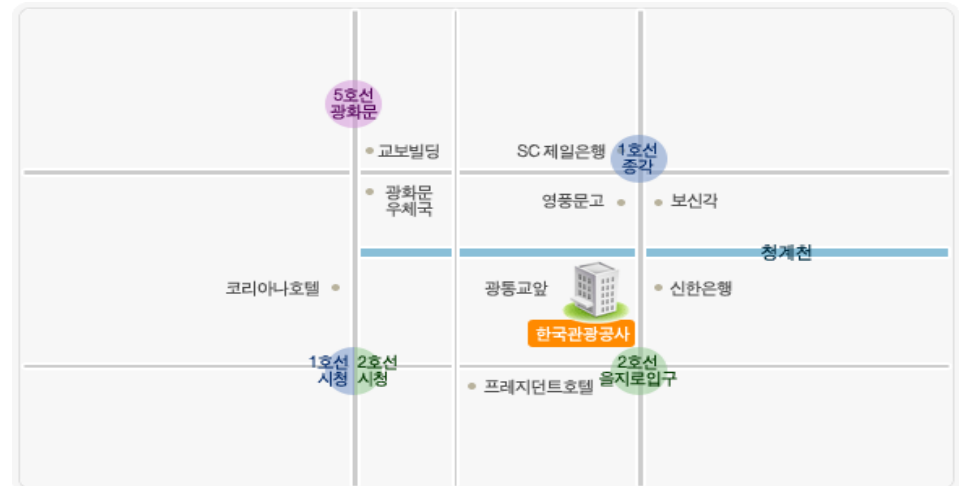 5호선
광화문
교보빌딩
SC 제일은행
1호선
종각
광화문
우체국
영풍문고
보신각
청계천
코리아나호텔
광통교앞
신한은행
한국관광공사
1호선
시청
2호선
시청
2호선
을지로입구
프레지던트호텔